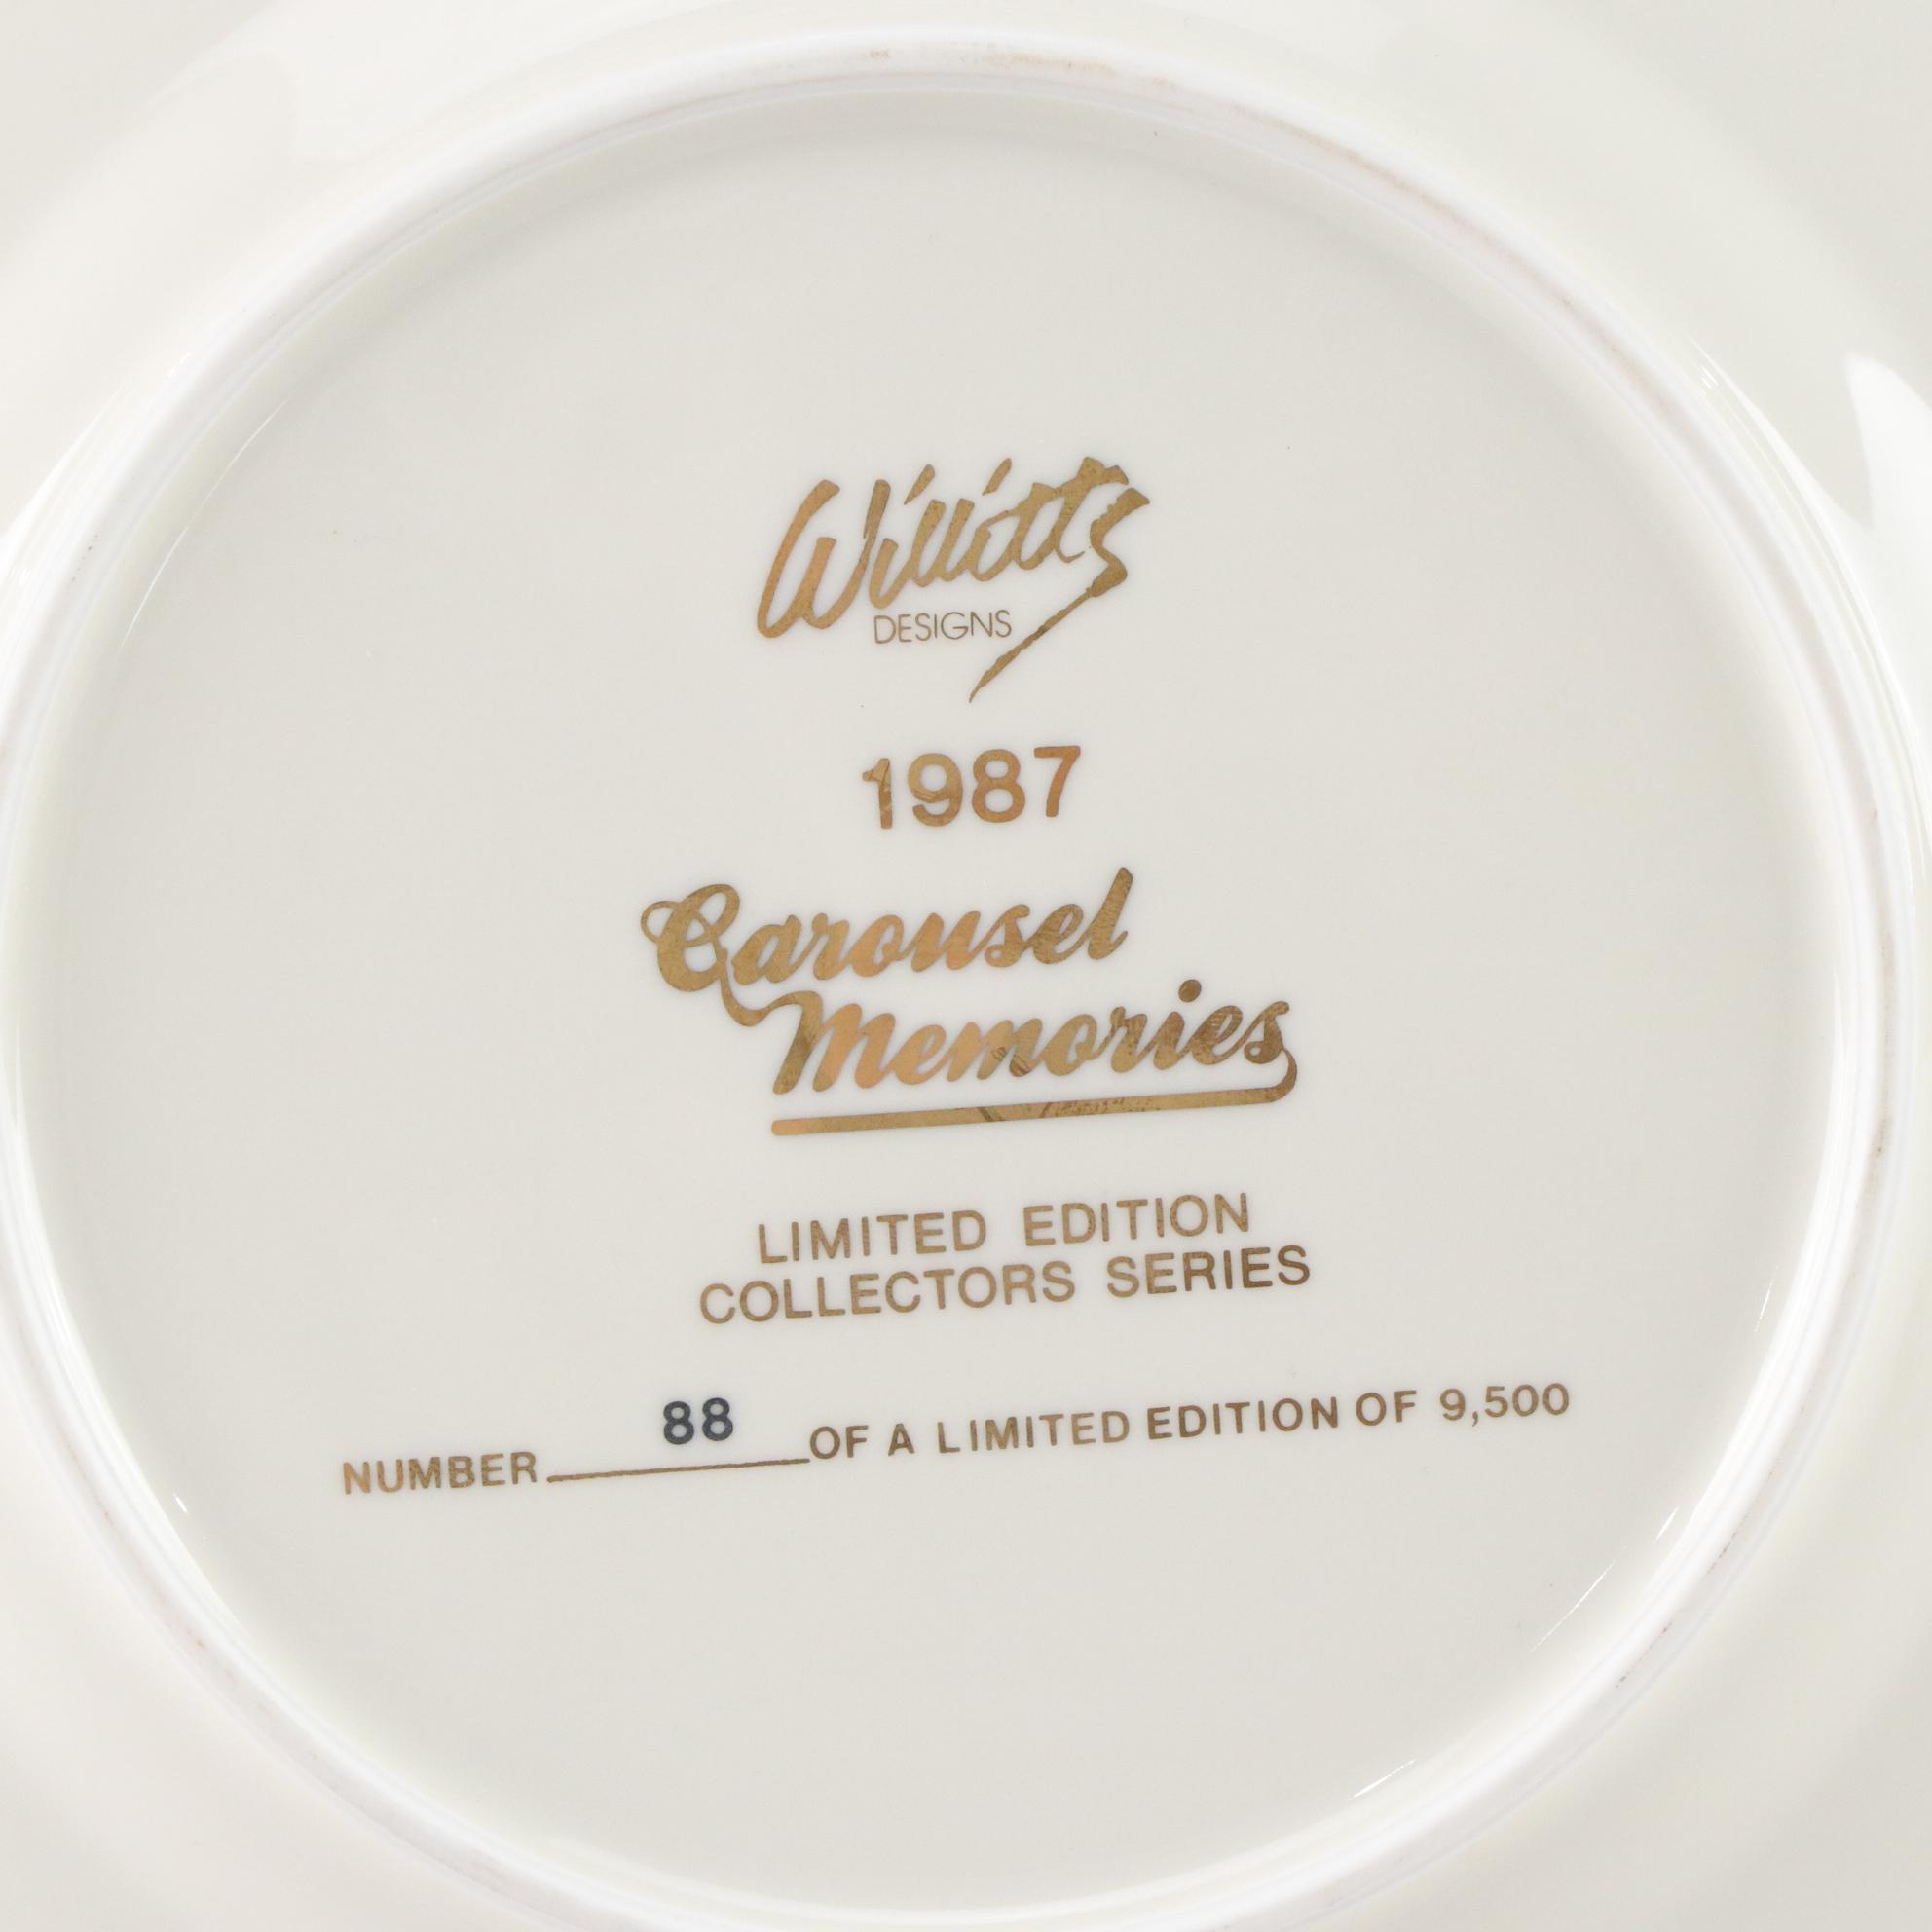 Willitts
DESIGNS
1987
Carousel
Memories
LIMITED EDITION
COLLECTORS SERIES
NUMBER 88 OF A LIMITED EDITION OF 9,500